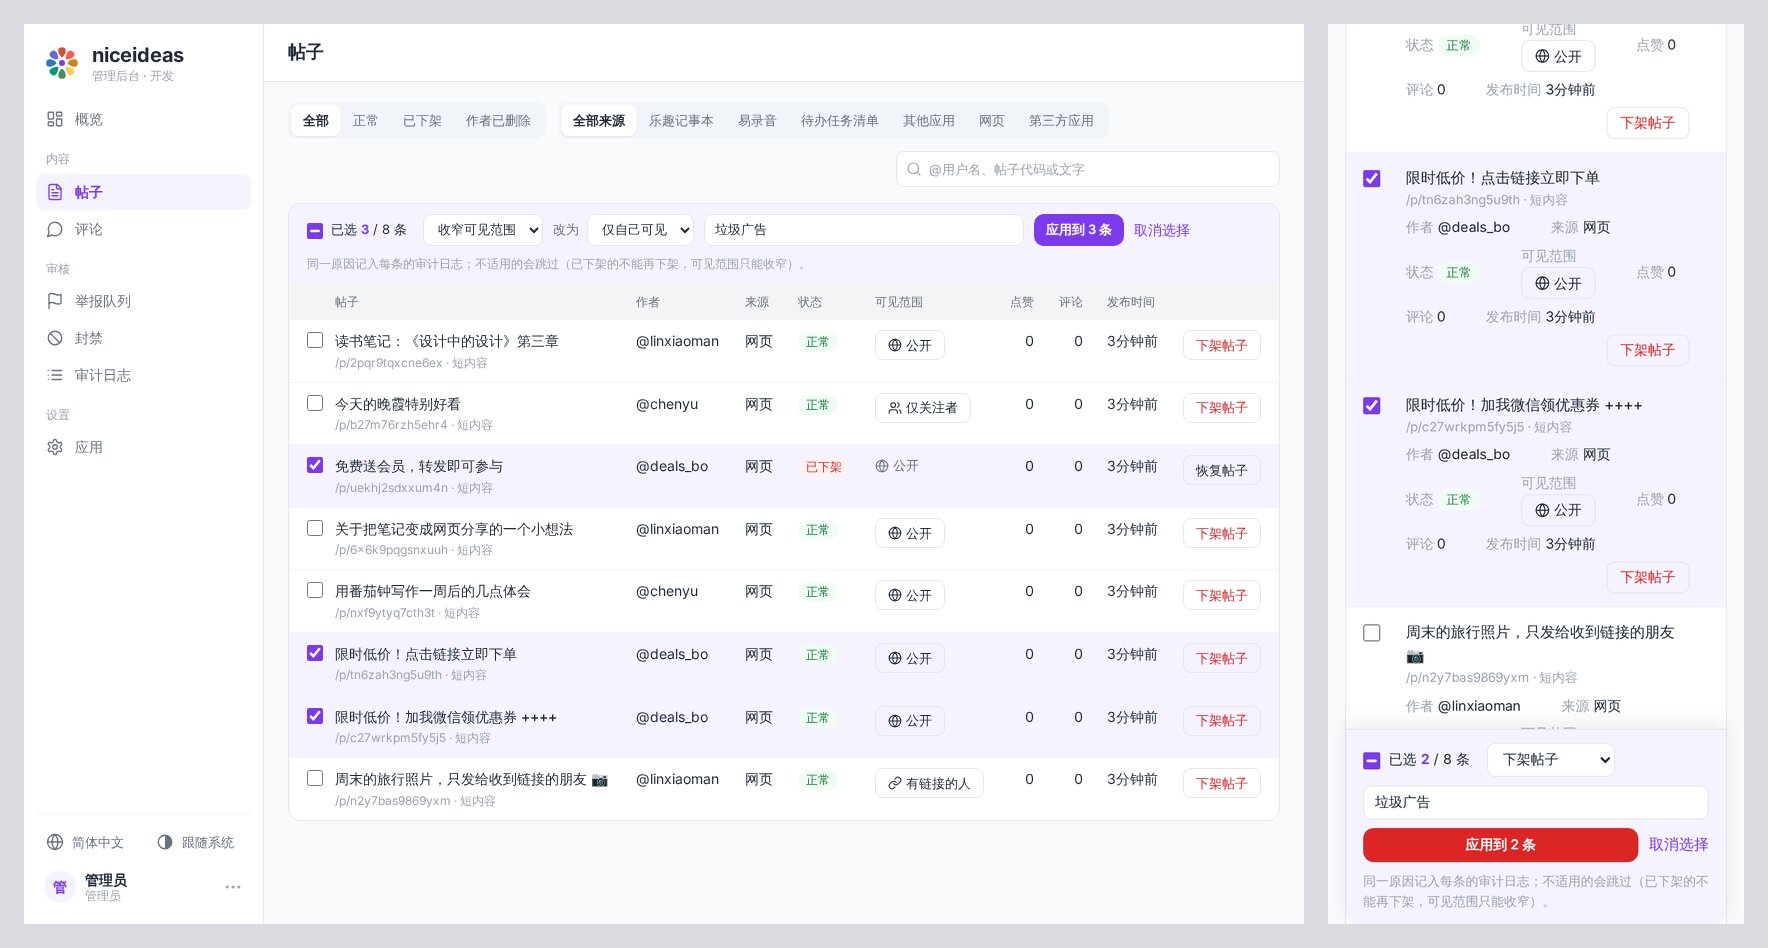 niceideas
管理后台 · 开发
概览
内容
帖子
评论
审核
举报队列
封禁
审计日志
设置
应用
简体中文 跟随系统
管 管理员
管理员
帖子
全部 正常 已下架 作者已删除 全部来源 乐趣记事本 易录音 待办任务清单 其他应用 网页 第三方应用
@用户名、帖子代码或文字
已选 3 / 8 条 收窄可见范围 改为 仅自己可见 垃圾广告 应用到 3 条 取消选择
同一原因记入每条的审计日志；不适用的会跳过（已下架的不能再下架，可见范围只能收窄）。
帖子 作者 来源 状态 可见范围 点赞 评论 发布时间
读书笔记：《设计中的设计》第三章 @linxiaoman 网页 正常 公开 0 0 3分钟前 下架帖子
/p/2pqr9tqxcne6ex · 短内容
今天的晚霞特别好看 @chenyu 网页 正常 仅关注者 0 0 3分钟前 下架帖子
/p/b27m76rzh5ehr4 · 短内容
免费送会员，转发即可参与 @deals_bo 网页 已下架 公开 0 0 3分钟前 恢复帖子
/p/uekhj2sdxxum4n · 短内容
关于把笔记变成网页分享的一个小想法 @linxiaoman 网页 正常 公开 0 0 3分钟前 下架帖子
/p/6×6k9pqgsnxuuh · 短内容
用番茄钟写作一周后的几点体会 @chenyu 网页 正常 公开 0 0 3分钟前 下架帖子
/p/nxf9ytyq7cth3t · 短内容
限时低价！点击链接立即下单 @deals_bo 网页 正常 公开 0 0 3分钟前 下架帖子
/p/tn6zah3ng5u9th · 短内容
限时低价！加我微信领优惠券 ++++ @deals_bo 网页 正常 公开 0 0 3分钟前 下架帖子
/p/c27wrkpm5fy5j5 · 短内容
周末的旅行照片，只发给收到链接的朋友 📷 @linxiaoman 网页 正常 有链接的人 0 0 3分钟前 下架帖子
/p/n2y7bas9869yxm · 短内容
可见范围
状态 正常 公开 点赞 0
评论 0 发布时间 3分钟前
下架帖子
限时低价！点击链接立即下单
/p/tn6zah3ng5u9th · 短内容
作者 @deals_bo 来源 网页
可见范围
状态 正常 公开 点赞 0
评论 0 发布时间 3分钟前
下架帖子
限时低价！加我微信领优惠券 ++++
/p/c27wrkpm5fy5j5 · 短内容
作者 @deals_bo 来源 网页
可见范围
状态 正常 公开 点赞 0
评论 0 发布时间 3分钟前
下架帖子
周末的旅行照片，只发给收到链接的朋友
📷
/p/n2y7bas9869yxm · 短内容
作者 @linxiaoman 来源 网页
已选 2 / 8 条 下架帖子
垃圾广告
应用到 2 条 取消选择
同一原因记入每条的审计日志；不适用的会跳过（已下架的不
能再下架，可见范围只能收窄）。